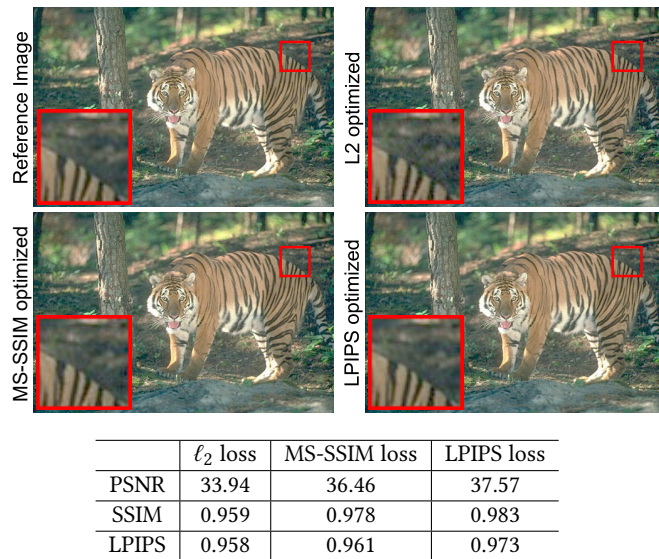 Reference Image
L2 optimized
MS-SSIM optimized
LPIPS optimized
ℓ2 loss MS-SSIM loss LPIPS loss
PSNR 33.94 36.46 37.57
SSIM 0.959 0.978 0.983
LPIPS 0.958 0.961 0.973